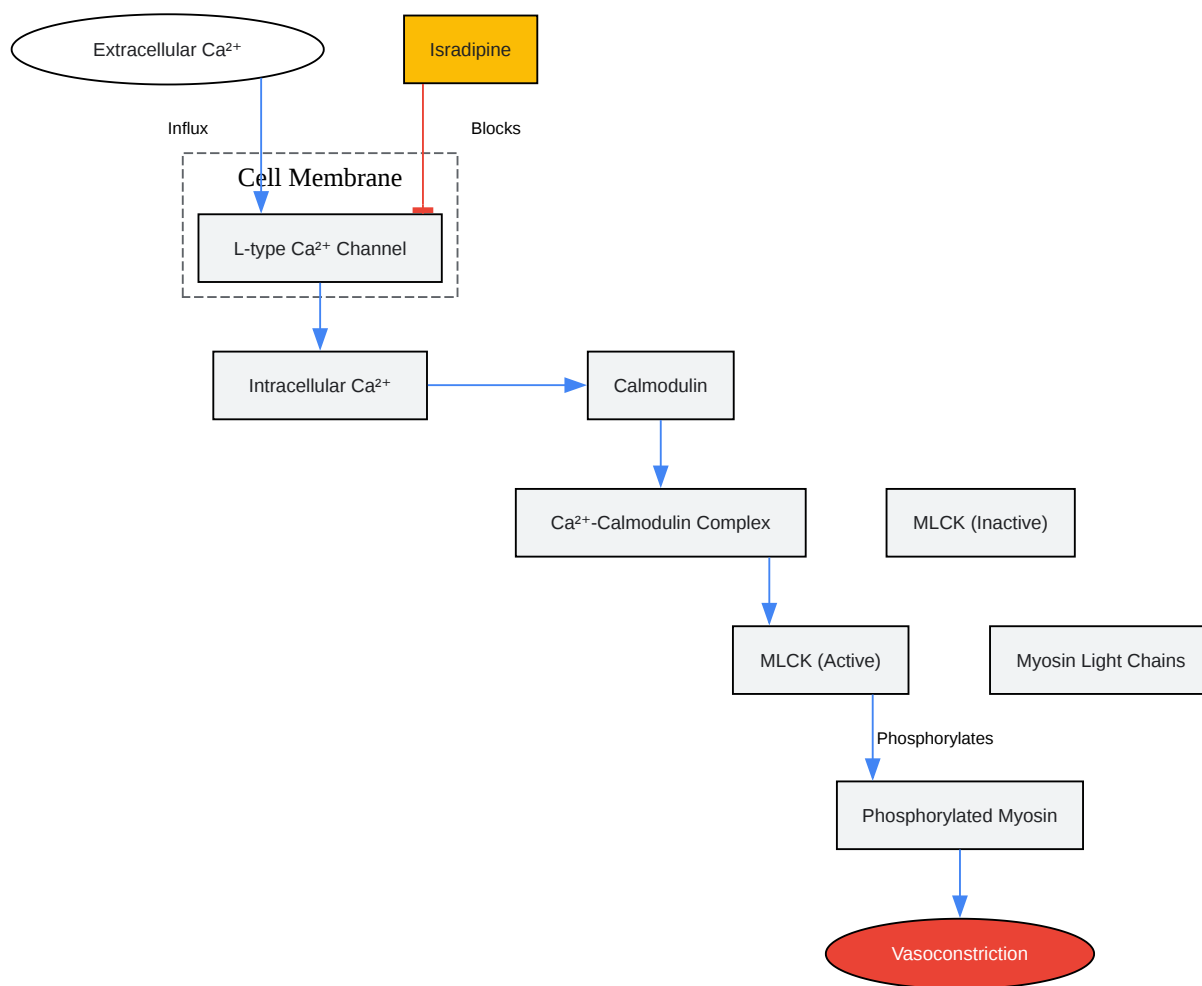 Extracellular Ca²⁺
Isradipine
Influx
Blocks
Cell Membrane
L-type Ca²⁺ Channel
Intracellular Ca²⁺
Calmodulin
Ca²⁺-Calmodulin Complex
MLCK (Inactive)
MLCK (Active)
Myosin Light Chains
Phosphorylates
Phosphorylated Myosin
Vasoconstriction